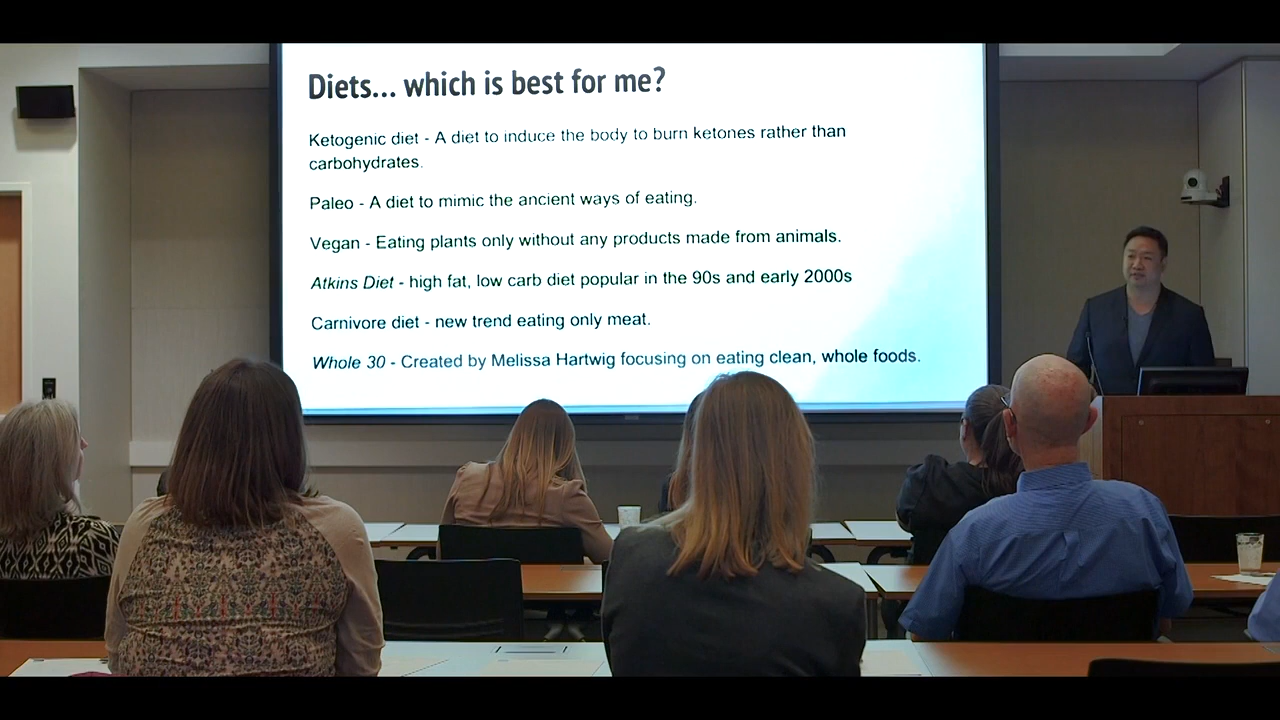 Diets... which is best for me?
Ketogenic diet - A diet to induce the body to burn ketones rather than
carbohydrates.
Paleo - A diet to mimic the ancient ways of eating.
Vegan - Eating plants only without any products made from animals.
Atkins Diet - high fat, low carb diet popular in the 90s and early 2000s
Carnivore diet - new trend eating only meat.
Whole 30 - Created by Melissa Hartwig focusing on eating clean, whole foods.